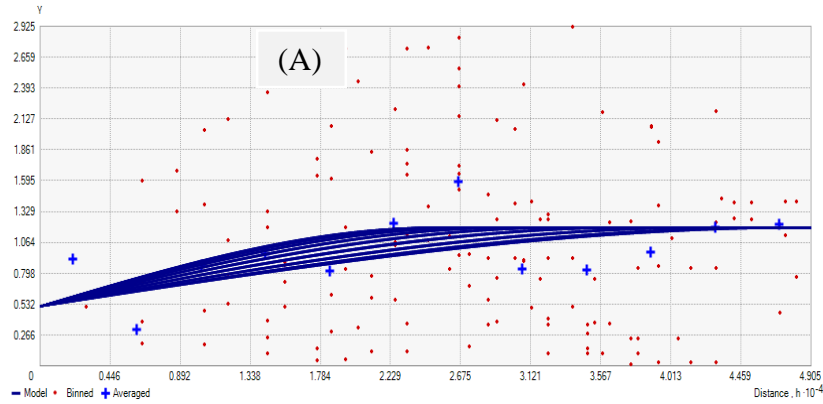 γ
2.925
2.659
2.393
2.127
1.861
1.595
1.329
1.064
0.798
0.532
0.266
(A)
0 0.446 0.892 1.338 1.784 2.229 2.675 3.121 3.567 4.013 4.459 4.905
Model Binned Averaged Distance , h ·10⁻⁴